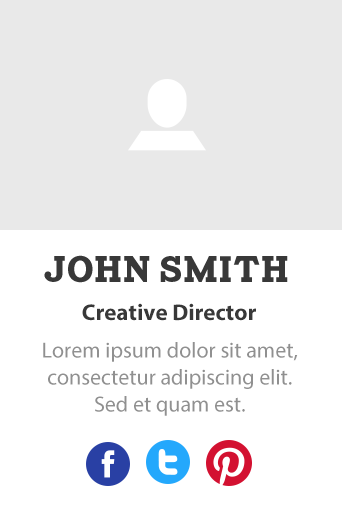 JOHN SMITH
Creative Director
Lorem ipsum dolor sit amet,
consectetur adipiscing elit.
Sed et quam est.